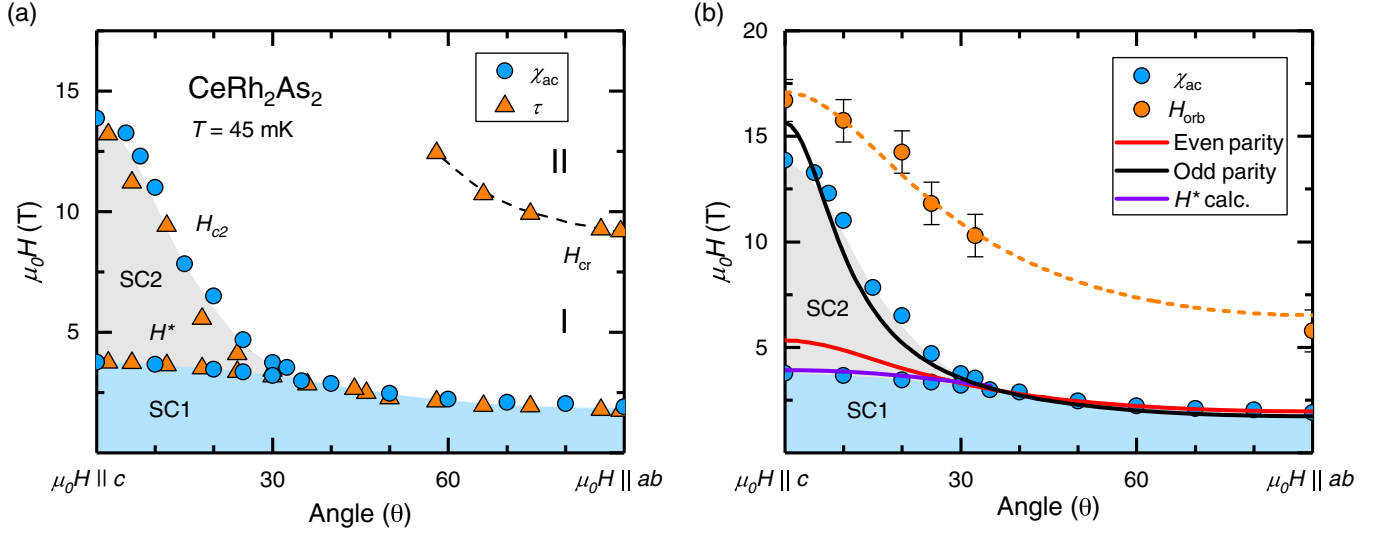 (a)
15
10
5
μ₀H (T)
CeRh₂As₂
T = 45 mK
χac
τ
II
Hc2
Hcr
SC2
H*
I
SC1
μ₀H || c
30
60
μ₀H || ab
Angle (θ)
(b)
20
15
10
5
μ₀H (T)
χac
Horb
Even parity
Odd parity
H* calc.
SC2
SC1
μ₀H || c
30
60
μ₀H || ab
Angle (θ)